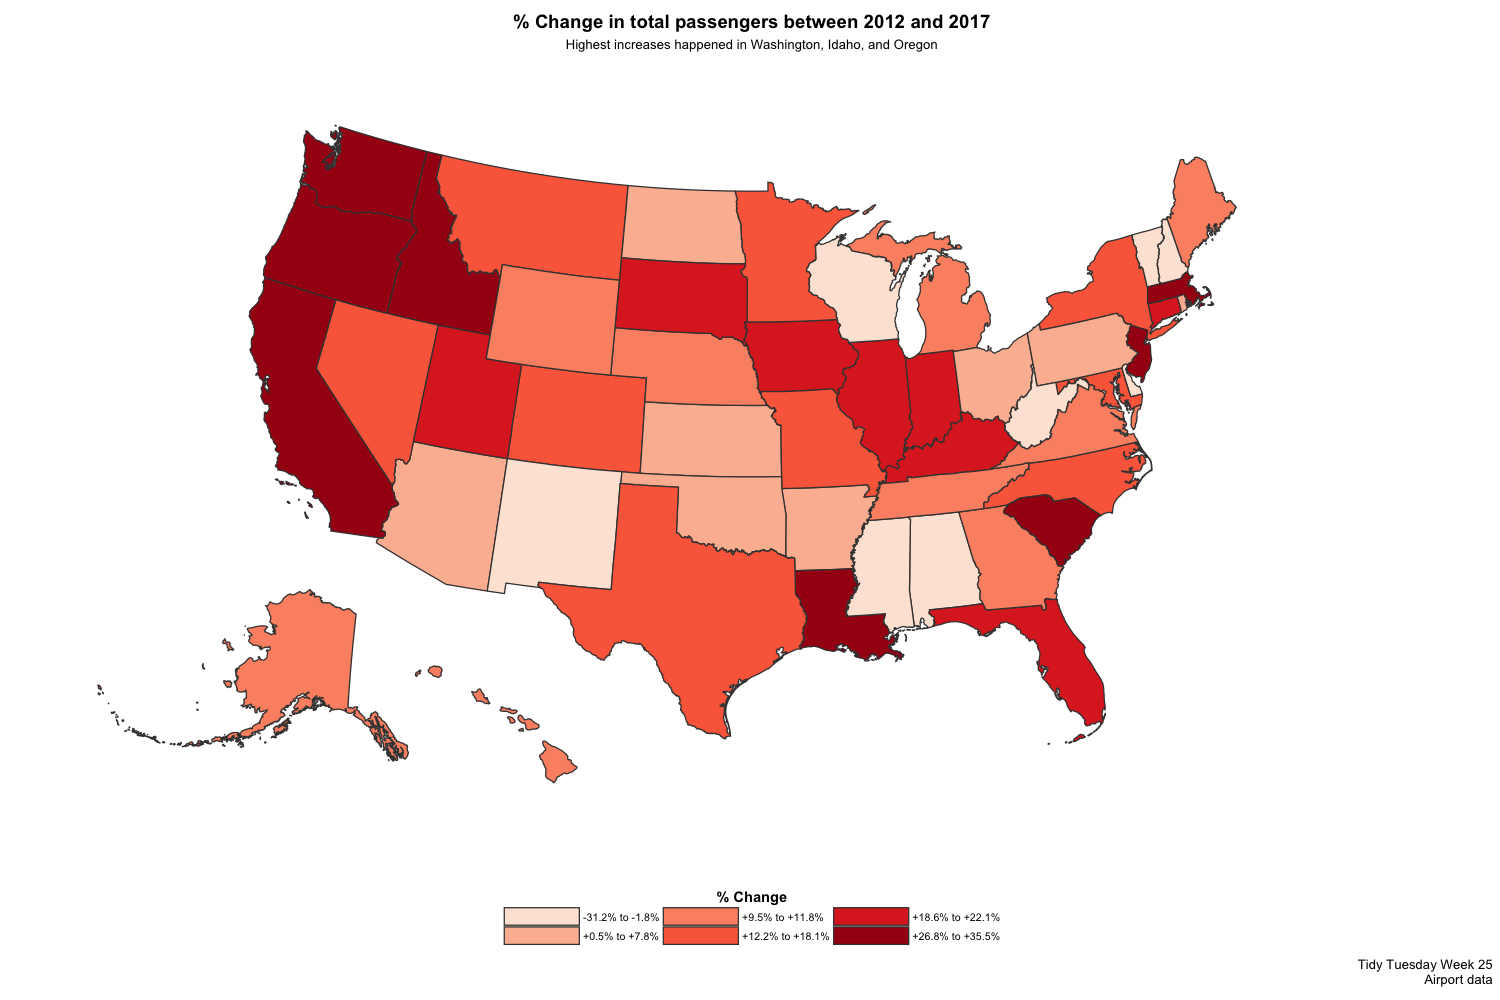 % Change in total passengers between 2012 and 2017
Highest increases happened in Washington, Idaho, and Oregon
% Change
-31.2% to -1.8%
+0.5% to +7.8%
+9.5% to +11.8%
+12.2% to +18.1%
+18.6% to +22.1%
+26.8% to +35.5%
Tidy Tuesday Week 25
Airport data